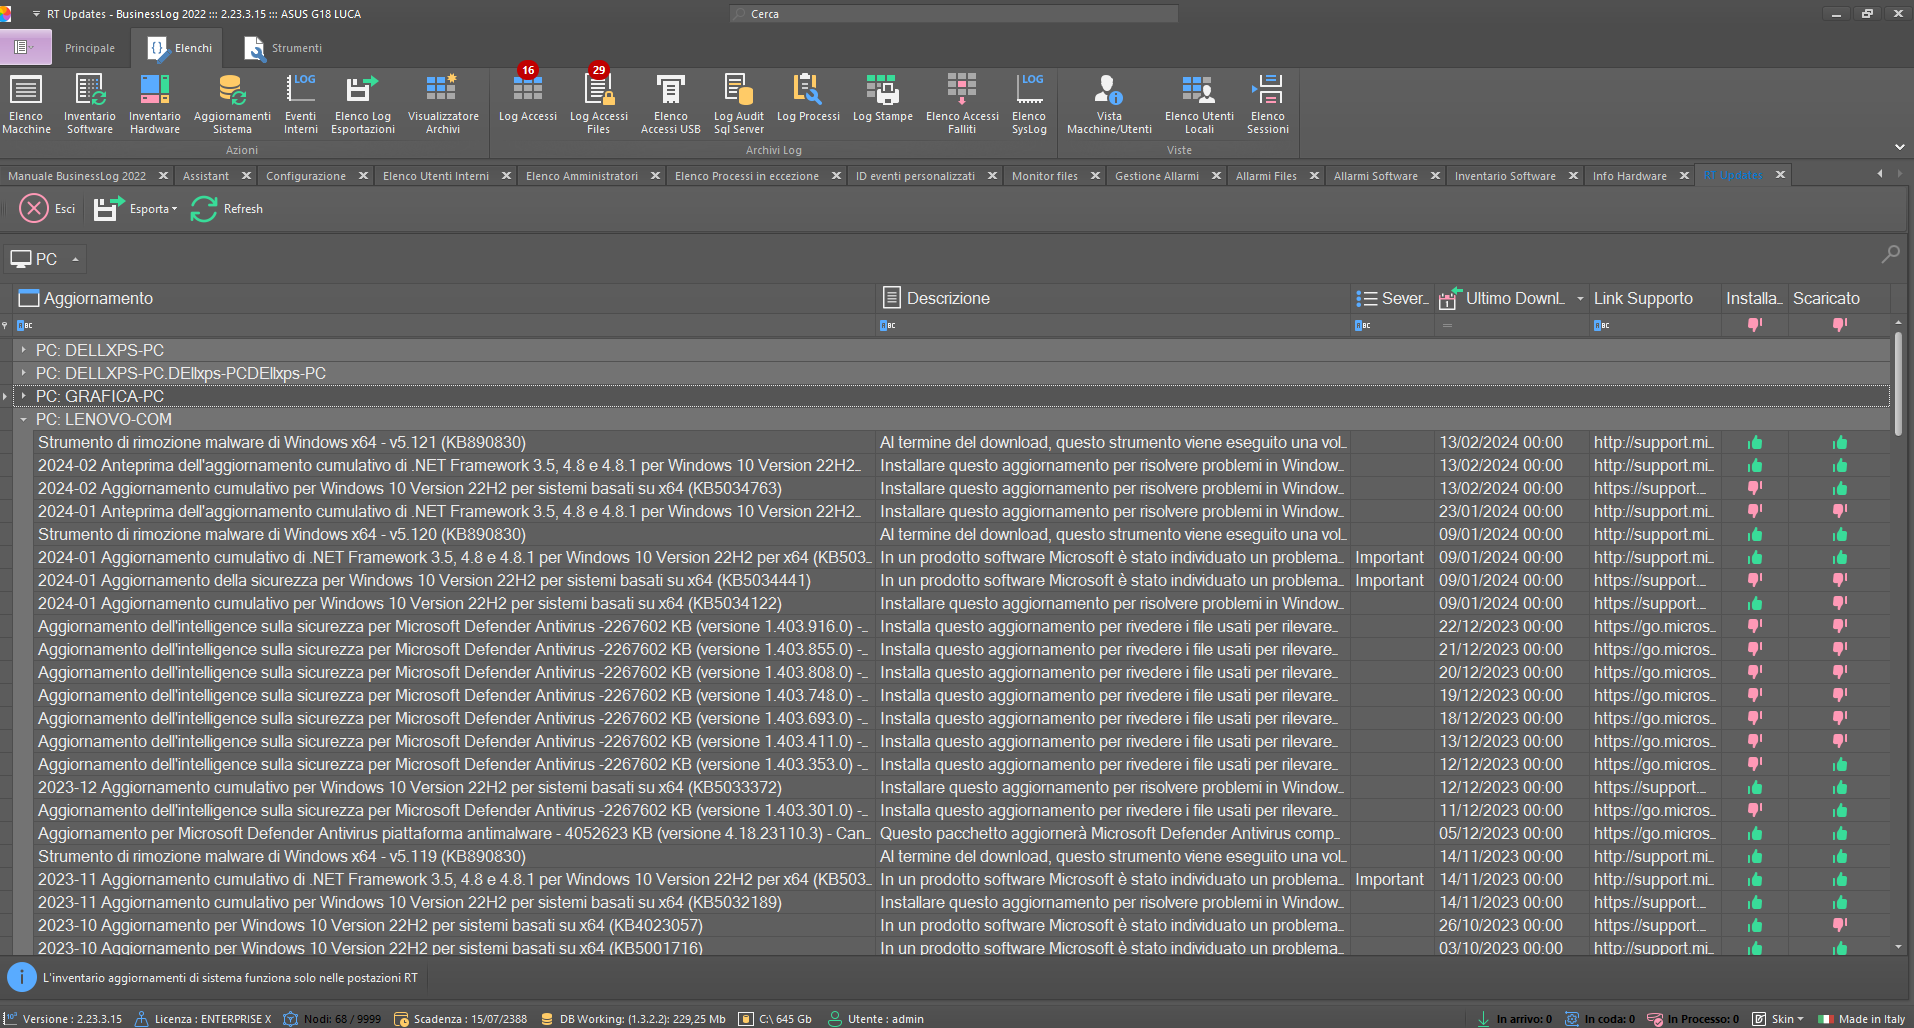 RT Updates - BusinessLog 2022 ::: 2.23.3.15 ::: ASUS G18 LUCA
Cerca
Principale
Elenchi
Strumenti
16
29
Elenco Macchine
Inventario Software
Inventario Hardware
Aggiornamenti Sistema
Eventi Interni
Elenco Log Esportazioni
Visualizzatore Archivi
Log Accessi
Log Accessi Files
Elenco Accessi USB
Log Audit Sql Server
Log Processi
Log Stampe
Elenco Accessi Falliti
Elenco SysLog
Vista Macchine/Utenti
Elenco Utenti Locali
Elenco Sessioni
Azioni
Archivi Log
Viste
Manuale BusinessLog 2022
Assistant
Configurazione
Elenco Utenti Interni
Elenco Amministratori
Elenco Processi in eccezione
ID eventi personalizzati
Monitor files
Gestione Allarmi
Allarmi Files
Allarmi Software
Inventario Software
Info Hardware
RT Updates
Esci
Esporta
Refresh
PC
Aggiornamento Descrizione Sever... Ultimo Downl... Link Supporto Installa... Scaricato
PC: DELLXPS-PC
PC: DELLXPS-PC.DEllxps-PCDEllxps-PC
PC: GRAFICA-PC
PC: LENOVO-COM
Strumento di rimozione malware di Windows x64 - v5.121 (KB890830) Al termine del download, questo strumento viene eseguito una vol... 13/02/2024 00:00 http://support.mi...
2024-02 Anteprima dell'aggiornamento cumulativo di .NET Framework 3.5, 4.8 e 4.8.1 per Windows 10 Version 22H2... Installare questo aggiornamento per risolvere problemi in Window... 13/02/2024 00:00 http://support.mi...
2024-02 Aggiornamento cumulativo per Windows 10 Version 22H2 per sistemi basati su x64 (KB5034763) Installare questo aggiornamento per risolvere problemi in Window... 13/02/2024 00:00 https://support....
2024-01 Anteprima dell'aggiornamento cumulativo di .NET Framework 3.5, 4.8 e 4.8.1 per Windows 10 Version 22H2... Installare questo aggiornamento per risolvere problemi in Window... 23/01/2024 00:00 http://support.mi...
Strumento di rimozione malware di Windows x64 - v5.120 (KB890830) Al termine del download, questo strumento viene eseguito una vol... 09/01/2024 00:00 http://support.mi...
2024-01 Aggiornamento cumulativo di .NET Framework 3.5, 4.8 e 4.8.1 per Windows 10 Version 22H2 per x64 (KB503... In un prodotto software Microsoft è stato individuato un problema... Important 09/01/2024 00:00 http://support.mi...
2024-01 Aggiornamento della sicurezza per Windows 10 Version 22H2 per sistemi basati su x64 (KB5034441) In un prodotto software Microsoft è stato individuato un problema... Important 09/01/2024 00:00 https://support....
2024-01 Aggiornamento cumulativo per Windows 10 Version 22H2 per sistemi basati su x64 (KB5034122) Installare questo aggiornamento per risolvere problemi in Window... 09/01/2024 00:00 https://support....
Aggiornamento dell'intelligence sulla sicurezza per Microsoft Defender Antivirus -2267602 KB (versione 1.403.916.0) -... Installa questo aggiornamento per rivedere i file usati per rilevare... 22/12/2023 00:00 https://go.micros...
Aggiornamento dell'intelligence sulla sicurezza per Microsoft Defender Antivirus -2267602 KB (versione 1.403.855.0) -... Installa questo aggiornamento per rivedere i file usati per rilevare... 21/12/2023 00:00 https://go.micros...
Aggiornamento dell'intelligence sulla sicurezza per Microsoft Defender Antivirus -2267602 KB (versione 1.403.808.0) -... Installa questo aggiornamento per rivedere i file usati per rilevare... 20/12/2023 00:00 https://go.micros...
Aggiornamento dell'intelligence sulla sicurezza per Microsoft Defender Antivirus -2267602 KB (versione 1.403.748.0) -... Installa questo aggiornamento per rivedere i file usati per rilevare... 19/12/2023 00:00 https://go.micros...
Aggiornamento dell'intelligence sulla sicurezza per Microsoft Defender Antivirus -2267602 KB (versione 1.403.693.0) -... Installa questo aggiornamento per rivedere i file usati per rilevare... 18/12/2023 00:00 https://go.micros...
Aggiornamento dell'intelligence sulla sicurezza per Microsoft Defender Antivirus -2267602 KB (versione 1.403.411.0) -... Installa questo aggiornamento per rivedere i file usati per rilevare... 13/12/2023 00:00 https://go.micros...
Aggiornamento dell'intelligence sulla sicurezza per Microsoft Defender Antivirus -2267602 KB (versione 1.403.353.0) -... Installa questo aggiornamento per rivedere i file usati per rilevare... 12/12/2023 00:00 https://go.micros...
2023-12 Aggiornamento cumulativo per Windows 10 Version 22H2 per sistemi basati su x64 (KB5033372) Installare questo aggiornamento per risolvere problemi in Window... 12/12/2023 00:00 https://support....
Aggiornamento dell'intelligence sulla sicurezza per Microsoft Defender Antivirus -2267602 KB (versione 1.403.301.0) -... Installa questo aggiornamento per rivedere i file usati per rilevare... 11/12/2023 00:00 https://go.micros...
Aggiornamento per Microsoft Defender Antivirus piattaforma antimalware - 4052623 KB (versione 4.18.23110.3) - Can... Questo pacchetto aggiornerà Microsoft Defender Antivirus comp... 05/12/2023 00:00 https://go.micros...
Strumento di rimozione malware di Windows x64 - v5.119 (KB890830) Al termine del download, questo strumento viene eseguito una vol... 14/11/2023 00:00 http://support.mi...
2023-11 Aggiornamento cumulativo di .NET Framework 3.5, 4.8 e 4.8.1 per Windows 10 Version 22H2 per x64 (KB503... In un prodotto software Microsoft è stato individuato un problema... Important 14/11/2023 00:00 http://support.mi...
2023-11 Aggiornamento cumulativo per Windows 10 Version 22H2 per sistemi basati su x64 (KB5032189) Installare questo aggiornamento per risolvere problemi in Window... 14/11/2023 00:00 https://support....
2023-10 Aggiornamento per Windows 10 Version 22H2 per sistemi basati su x64 (KB4023057) In un prodotto software Microsoft è stato individuato un problema... 26/10/2023 00:00 http://support.mi...
2023-10 Aggiornamento per Windows 10 Version 22H2 per sistemi basati su x64 (KB5001716) In un prodotto software Microsoft è stato individuato un problema... 03/10/2023 00:00 http://support.mi...
L'inventario aggiornamenti di sistema funziona solo nelle postazioni RT
Versione : 2.23.3.15 Licenza : ENTERPRISE X Nodi: 68 / 9999 Scadenza : 15/07/2388 DB Working: (1.3.2.2): 229,25 Mb C:\ 645 Gb Utente : admin In arrivo: 0 In coda: 0 In Processo: 0 Skin Made in Italy